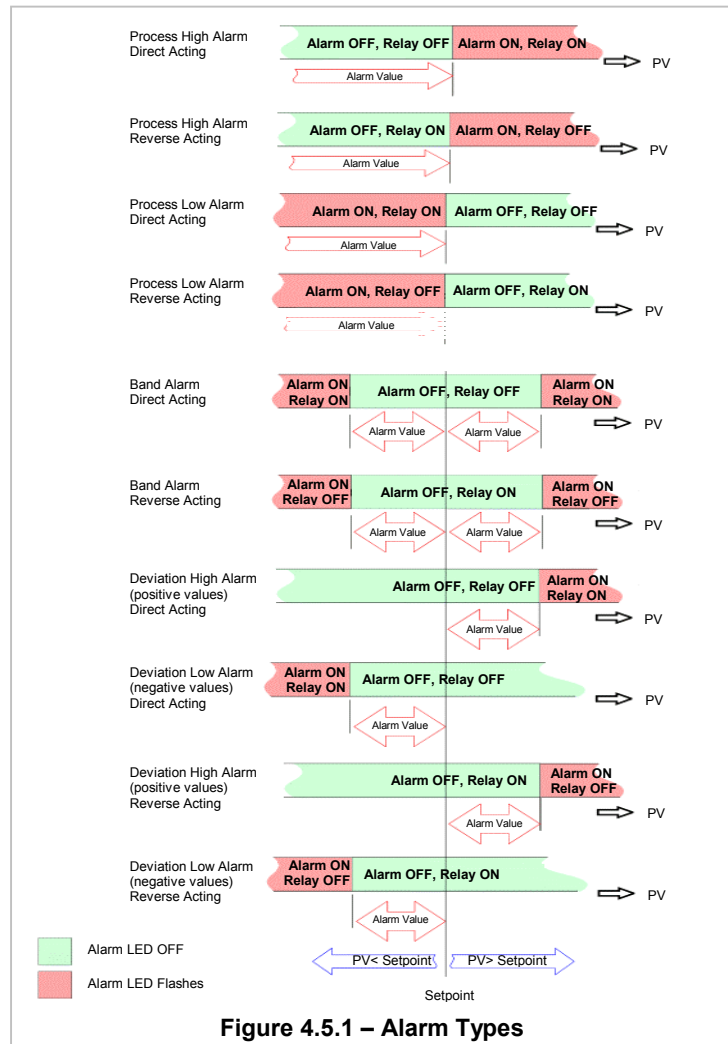 Process High Alarm
Direct Acting
Alarm OFF, Relay OFF
Alarm ON, Relay ON
Alarm Value
PV
Process High Alarm
Reverse Acting
Alarm OFF, Relay ON
Alarm ON, Relay OFF
Alarm Value
PV
Process Low Alarm
Direct Acting
Alarm ON, Relay ON
Alarm OFF, Relay OFF
Alarm Value
PV
Process Low Alarm
Reverse Acting
Alarm ON, Relay OFF
Alarm OFF, Relay ON
Alarm Value
PV
Band Alarm
Direct Acting
Alarm ON
Relay ON
Alarm OFF, Relay OFF
Alarm ON
Relay ON
Alarm Value
Alarm Value
PV
Band Alarm
Reverse Acting
Alarm ON
Relay OFF
Alarm OFF, Relay ON
Alarm ON
Relay OFF
Alarm Value
Alarm Value
PV
Deviation High Alarm
(positive values)
Direct Acting
Alarm OFF, Relay OFF
Alarm ON
Relay ON
Alarm Value
PV
Deviation Low Alarm
(negative values)
Direct Acting
Alarm ON
Relay ON
Alarm OFF, Relay OFF
Alarm Value
PV
Deviation High Alarm
(positive values)
Reverse Acting
Alarm OFF, Relay ON
Alarm ON
Relay OFF
Alarm Value
PV
Deviation Low Alarm
(negative values)
Reverse Acting
Alarm ON
Relay OFF
Alarm OFF, Relay ON
Alarm Value
PV
Alarm LED OFF
Alarm LED Flashes
PV< Setpoint
PV> Setpoint
Setpoint
Figure 4.5.1 – Alarm Types